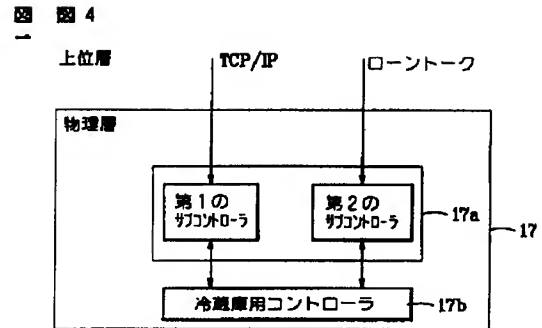 図 図 4
上位層
TCP/IP
ローントーク
物理層
第1の
サブコントローラ
第2の
サブコントローラ
17a
17
冷蔵庫用コントローラ
17b